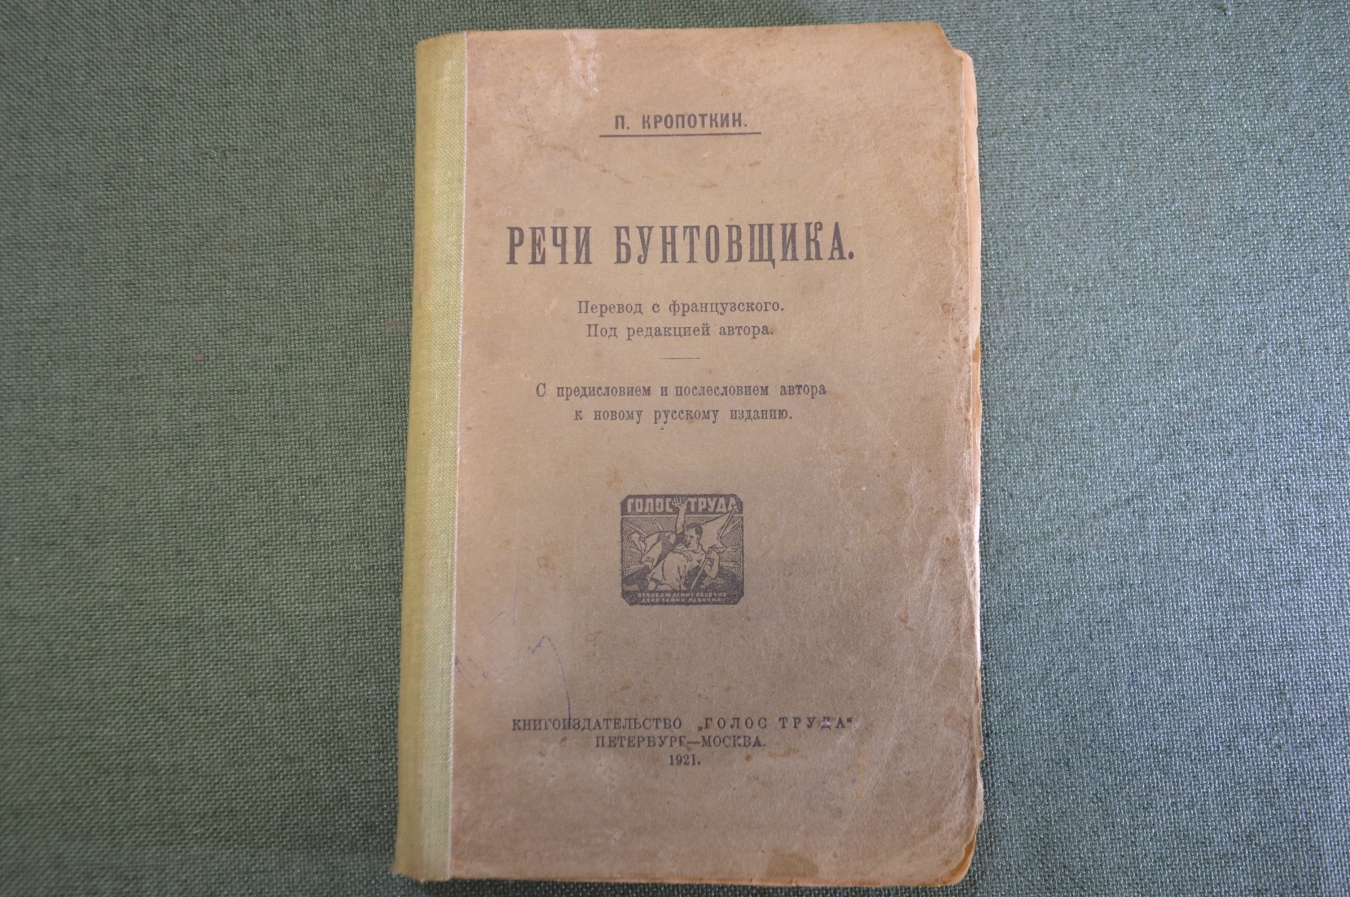 П. КРОПОТКИН.
РЕЧИ БУНТОВЩИКА.
Перевод с французского.
Под редакцией автора.
С предисловием и послесловием автора
к новому русскому изданию.
ГОЛОС ТРУДА
КНИГОИЗДАТЕЛЬСТВО „ГОЛОС ТРУДА“
ПЕТЕРБУРГ—МОСКВА.
1921.